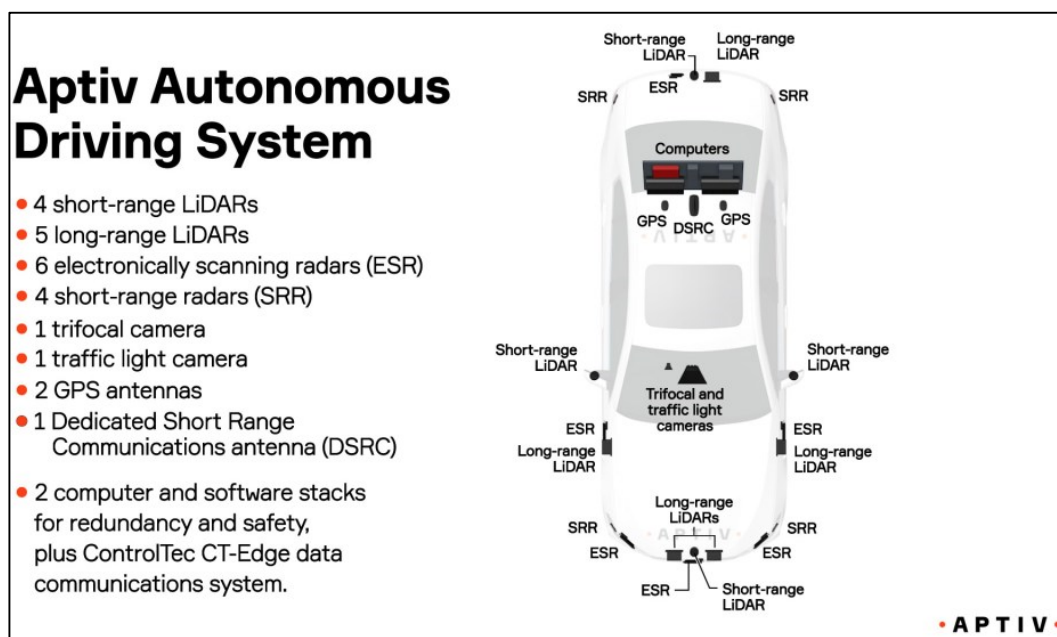 Aptiv Autonomous
Driving System
4 short-range LiDARs
5 long-range LiDARs
6 electronically scanning radars (ESR)
4 short-range radars (SRR)
1 trifocal camera
1 traffic light camera
2 GPS antennas
1 Dedicated Short Range
Communications antenna (DSRC)
2 computer and software stacks
for redundancy and safety,
plus ControlTec CT-Edge data
communications system.
Short-range
LiDAR
Long-range
LiDAR
ESR
SRR
SRR
Computers
GPS
DSRC
GPS
APTIV
Short-range
LiDAR
Short-range
LiDAR
Trifocal and
traffic light
cameras
ESR
ESR
Long-range
LiDAR
Long-range
LiDAR
Long-range
LiDARs
SRR
SRR
APTIV
ESR
ESR
ESR
Short-range
LiDAR
• APTIV •